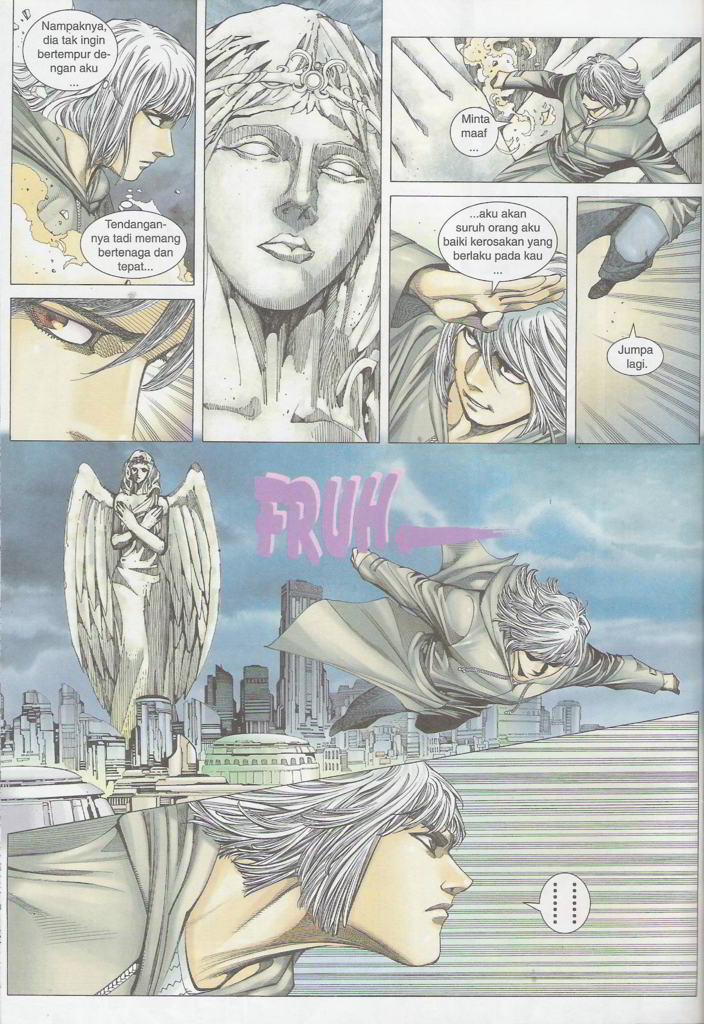 Nampaknya,
dia tak ingin
bertempur de-
ngan aku
...
Tendangan-
nya tadi memang
bertenaga dan
tepat...
Minta
maaf
...
...aku akan
suruh orang aku
baiki kerosakan yang
berlaku pada kau
...
Jumpa
lagi.
FRUH